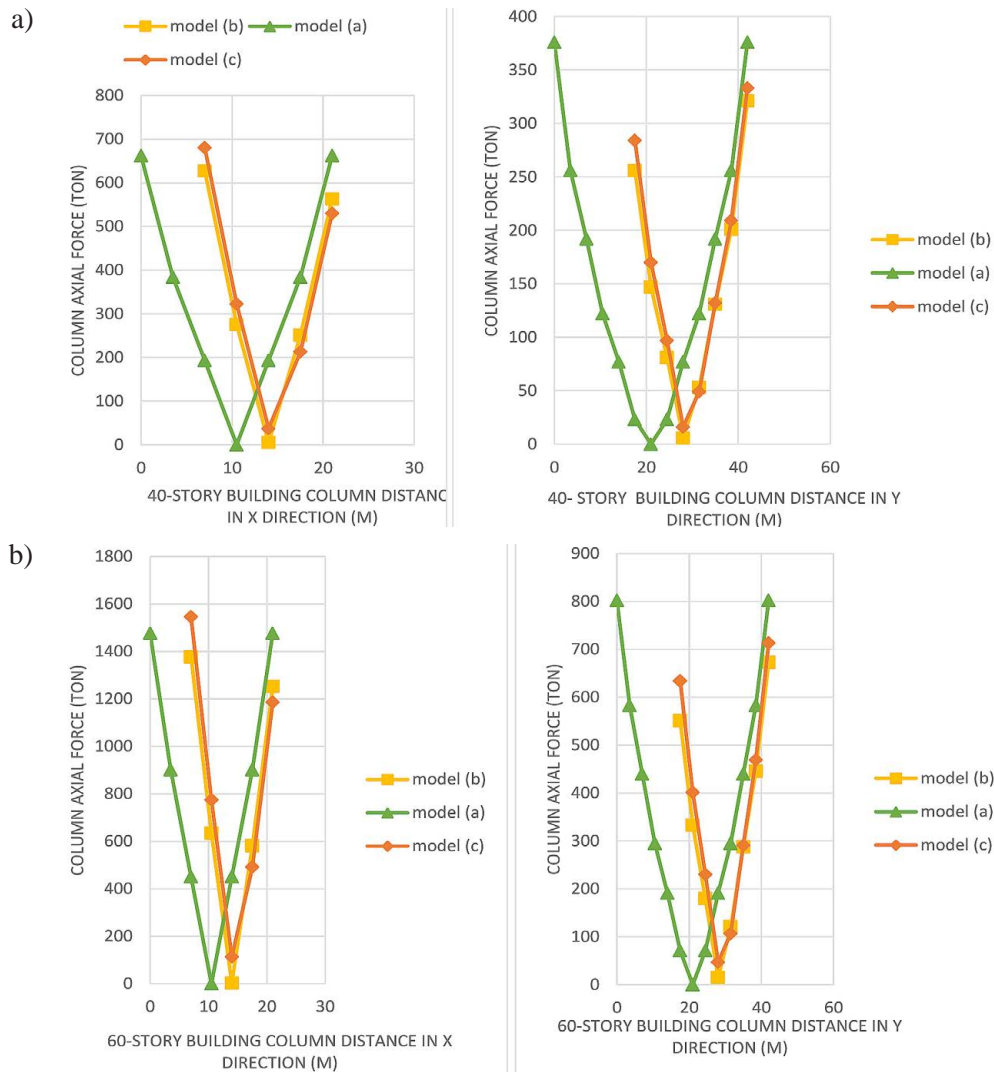 a)
model (b) model (a)
model (c)
800
700
600
500
400
300
200
100
0
0 10 20 30
COLUMN AXIAL FORCE (TON)
40-STORY BUILDING COLUMN DISTANC
IN X DIRECTION (M)
400
350
300
250
200
150
100
50
0
0 20 40 60
COLUMN AXIAL FORCE (TON)
40- STORY BUILDING COLUMN DISTANCE IN Y
DIRECTION (M)
model (b)
model (a)
model (c)
b)
1800
1600
1400
1200
1000
800
600
400
200
0
0 10 20 30
COLUMN AXIAL FORCE (TON)
60-STORY BUILDING COLUMN DISTANCE IN X
DIRECTION (M)
model (b)
model (a)
model (c)
900
800
700
600
500
400
300
200
100
0
0 20 40 60
COLUMN AXIAL FORCE (TON)
60-STORY BUILDING COLUMN DISTANCE IN Y
DIRECTION (M)
model (b)
model (a)
model (c)